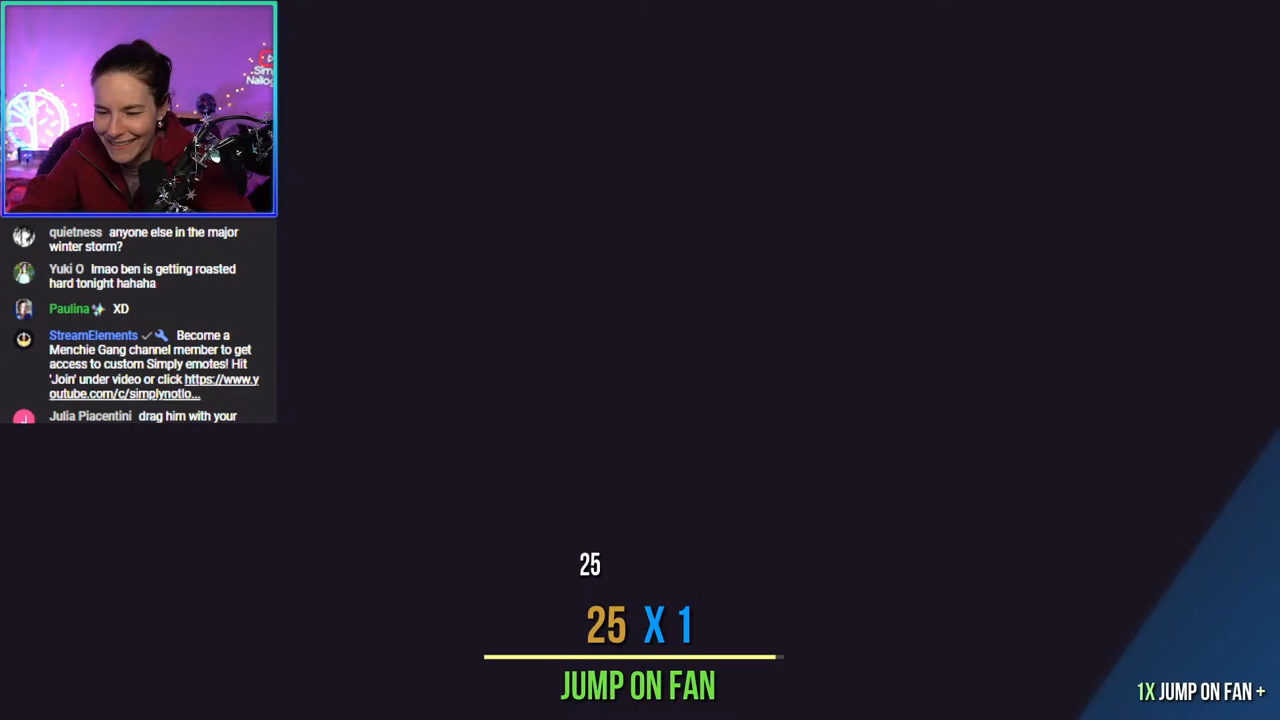 Sim
Nailog
quietness anyone else in the major
winter storm?
Yuki O lmao ben is getting roasted
hard tonight hahaha
Paulina✨ XD
StreamElements Become a
Menchie Gang channel member to get
access to custom Simply emotes! Hit
'Join' under video or click https://www.y
outube.com/c/simplynotlo...
Julia Piacentini drag him with your
25
25 X 1
JUMP ON FAN
1X JUMP ON FAN +